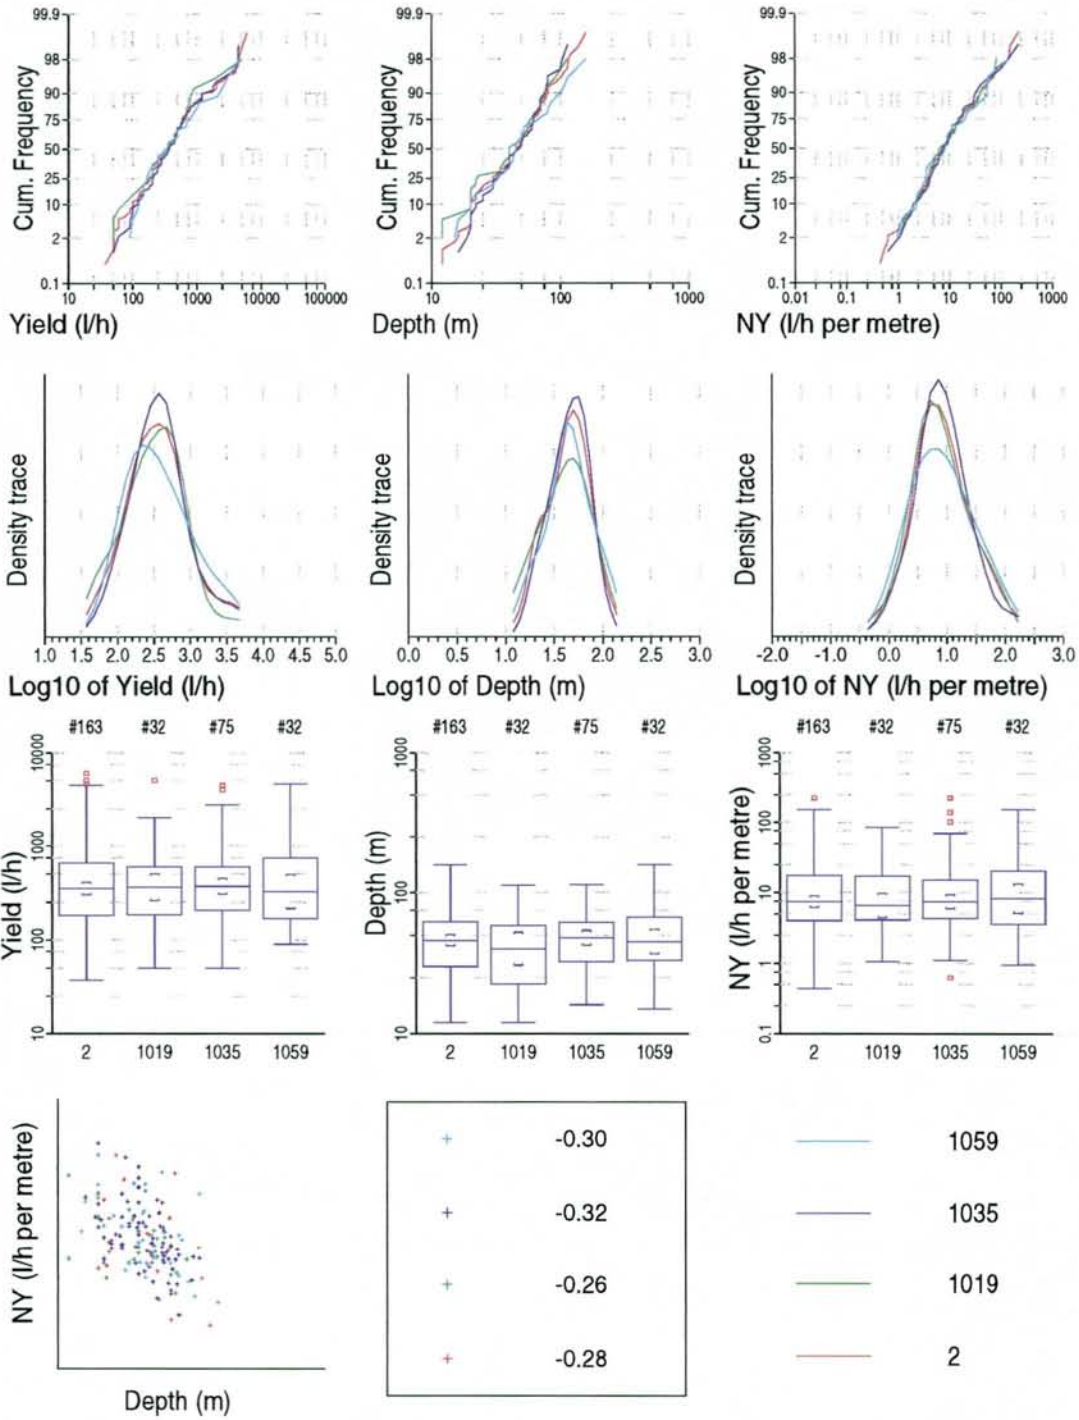 99.9
98
90
75
50
25
10
2
0.1
Cum. Frequency
10 100 1000 10000 100000
Yield (l/h)
99.9
98
90
75
50
25
10
2
0.1
Cum. Frequency
10 100 1000
Depth (m)
99.9
98
90
75
50
25
10
2
0.1
Cum. Frequency
0.01 0.1 1 10 100 1000
NY (l/h per metre)
Density trace
1.0 1.5 2.0 2.5 3.0 3.5 4.0 4.5 5.0
Log10 of Yield (l/h)
Density trace
0.0 0.5 1.0 1.5 2.0 2.5 3.0
Log10 of Depth (m)
Density trace
-2.0 -1.0 0.0 1.0 2.0 3.0
Log10 of NY (l/h per metre)
#163 #32 #75 #32
10000
1000
100
10
Yield (l/h)
2 1019 1035 1059
#163 #32 #75 #32
1000
100
10
Depth (m)
2 1019 1035 1059
#163 #32 #75 #32
1000
100
10
1
0.1
NY (l/h per metre)
2 1019 1035 1059
NY (l/h per metre)
Depth (m)
-0.30
-0.32
-0.26
-0.28
1059
1035
1019
2